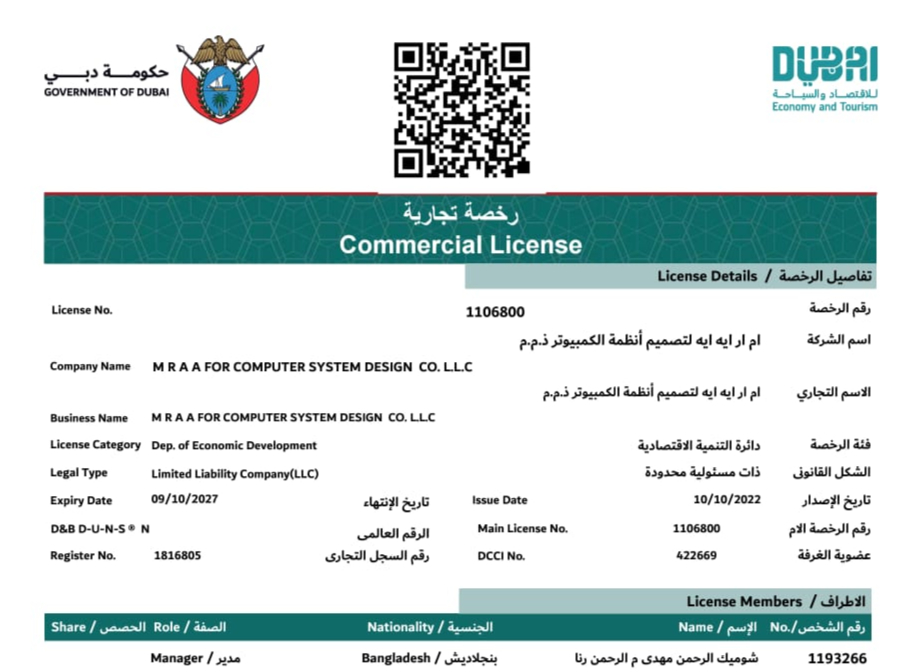 حكومة دبي
GOVERNMENT OF DUBAI
DUBAI
للاقتصاد والسياحة
Economy and Tourism
رخصة تجارية
Commercial License
License Details / تفاصيل الرخصة
License No. 1106800 رقم الرخصة
ام ار ايه ايه لتصميم أنظمة الكمبيوتر ذ.م.م اسم الشركة
Company Name M R A A FOR COMPUTER SYSTEM DESIGN CO. L.L.C
ام ار ايه ايه لتصميم أنظمة الكمبيوتر ذ.م.م الاسم التجاري
Business Name M R A A FOR COMPUTER SYSTEM DESIGN CO. L.L.C
License Category Dep. of Economic Development دائرة التنمية الاقتصادية فئة الرخصة
Legal Type Limited Liability Company(LLC) ذات مسئولية محدودة الشكل القانونى
Expiry Date 09/10/2027 تاريخ الإنتهاء Issue Date 10/10/2022 تاريخ الإصدار
D&B D-U-N-S ® N الرقم العالمى Main License No. 1106800 رقم الرخصة الام
Register No. 1816805 رقم السجل التجارى DCCI No. 422669 عضوية الغرفة
License Members / الاطراف
Share / الحصص Role / الصفة Nationality / الجنسية Name / الإسم No./رقم الشخص
Manager / مدير Bangladesh / بنجلاديش شوميك الرحمن مهدى م الرحمن رنا 1193266